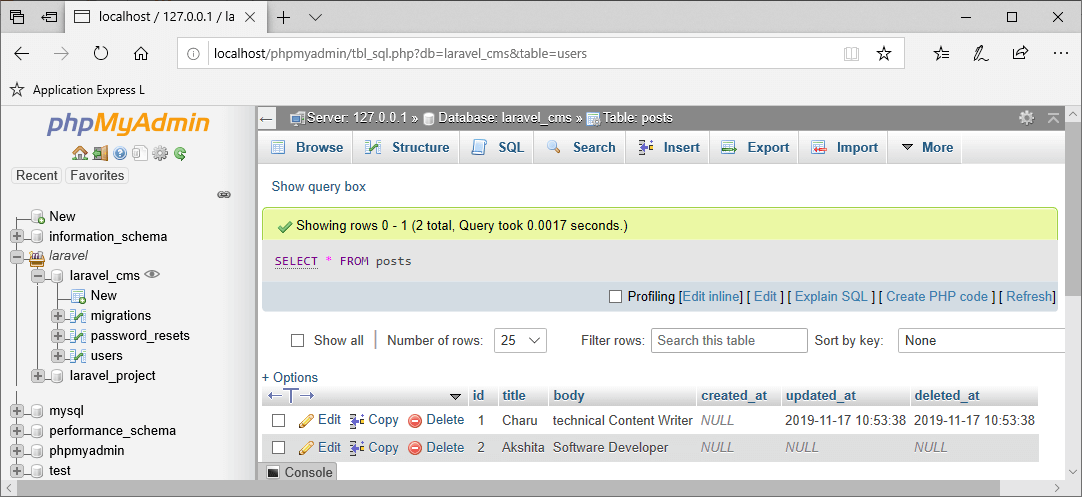 localhost / 127.0.0.1 / la
localhost/phpmyadmin/tbl_sql.php?db=laravel_cms&table=users
Application Express L
phpMyAdmin
Recent Favorites
New
information_schema
laravel
laravel_cms
New
migrations
password_resets
users
laravel_project
mysql
performance_schema
phpmyadmin
test
Server: 127.0.0.1 » Database: laravel_cms » Table: posts
Browse Structure SQL Search Insert Export Import More
Show query box
Showing rows 0 - 1 (2 total, Query took 0.0017 seconds.)
SELECT * FROM posts
Profiling [Edit inline] [ Edit ] [ Explain SQL ] [ Create PHP code ] [ Refresh]
Show all Number of rows: 25 Filter rows: Search this table Sort by key: None
+ Options
id title body created_at updated_at deleted_at
Edit Copy Delete 1 Charu technical Content Writer NULL 2019-11-17 10:53:38 2019-11-17 10:53:38
Edit Copy Delete 2 Akshita Software Developer NULL NULL NULL
Console